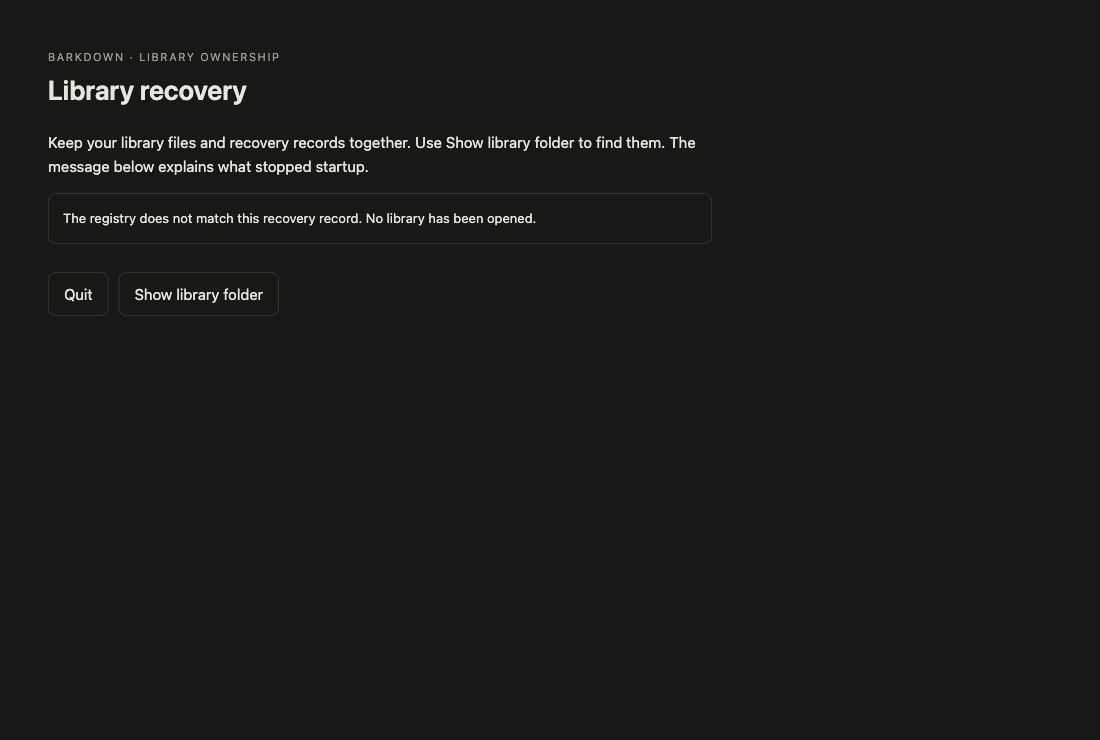 BARKDOWN · LIBRARY OWNERSHIP
Library recovery
Keep your library files and recovery records together. Use Show library folder to find them. The
message below explains what stopped startup.
The registry does not match this recovery record. No library has been opened.
Quit
Show library folder